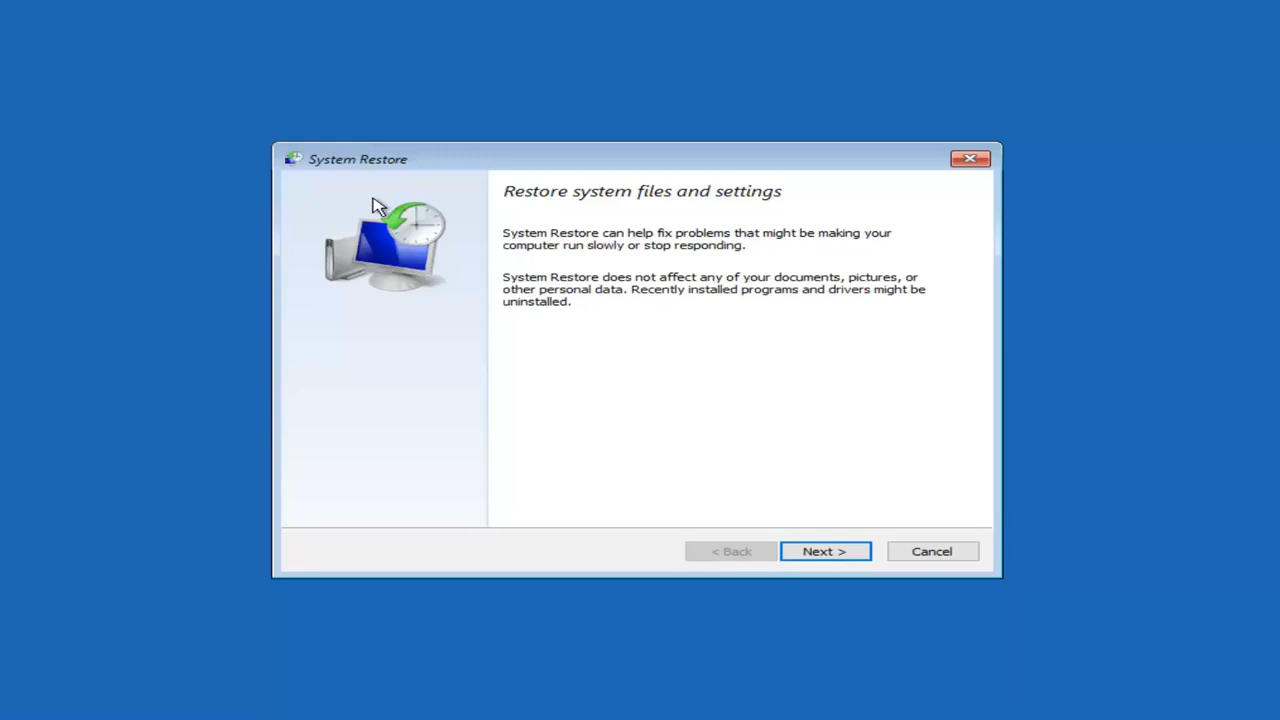 System Restore
Restore system files and settings
System Restore can help fix problems that might be making your
computer run slowly or stop responding.
System Restore does not affect any of your documents, pictures, or
other personal data. Recently installed programs and drivers might be
uninstalled.
< Back Next > Cancel